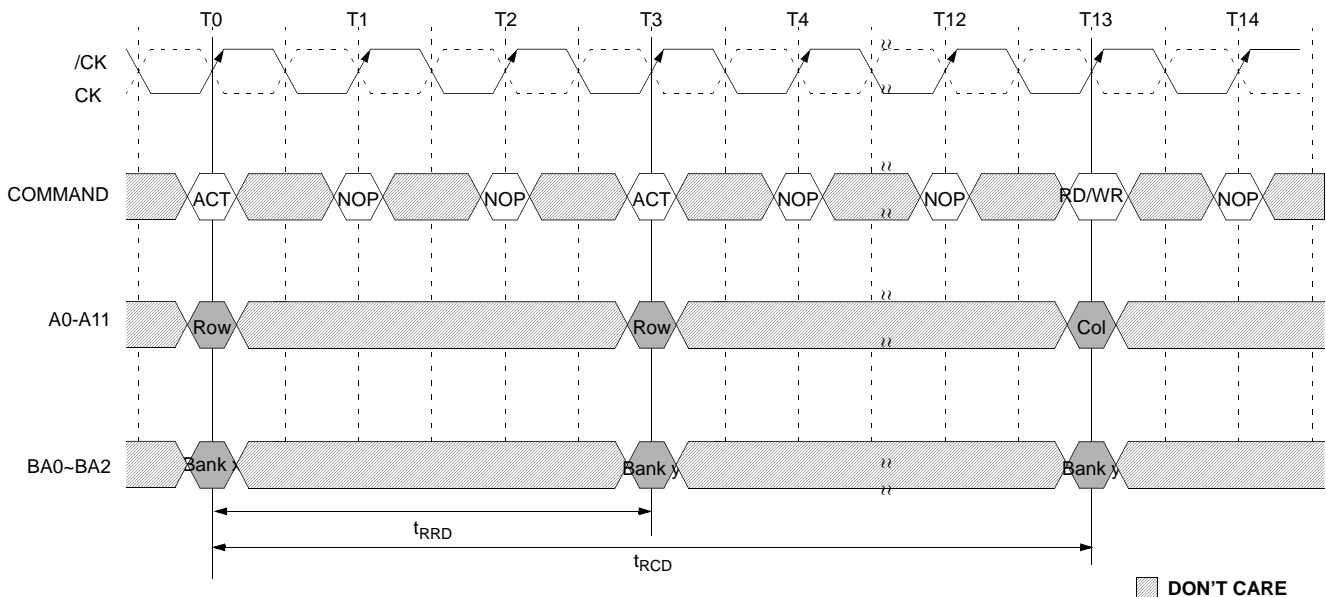 T0 T1 T2 T3 T4 T12 T13 T14
/CK
CK
COMMAND ACT NOP NOP ACT NOP NOP RD/WR NOP
A0-A11 Row Row Col
BA0~BA2 Bank x Bank y Bank y
tRRD
tRCD
DON'T CARE